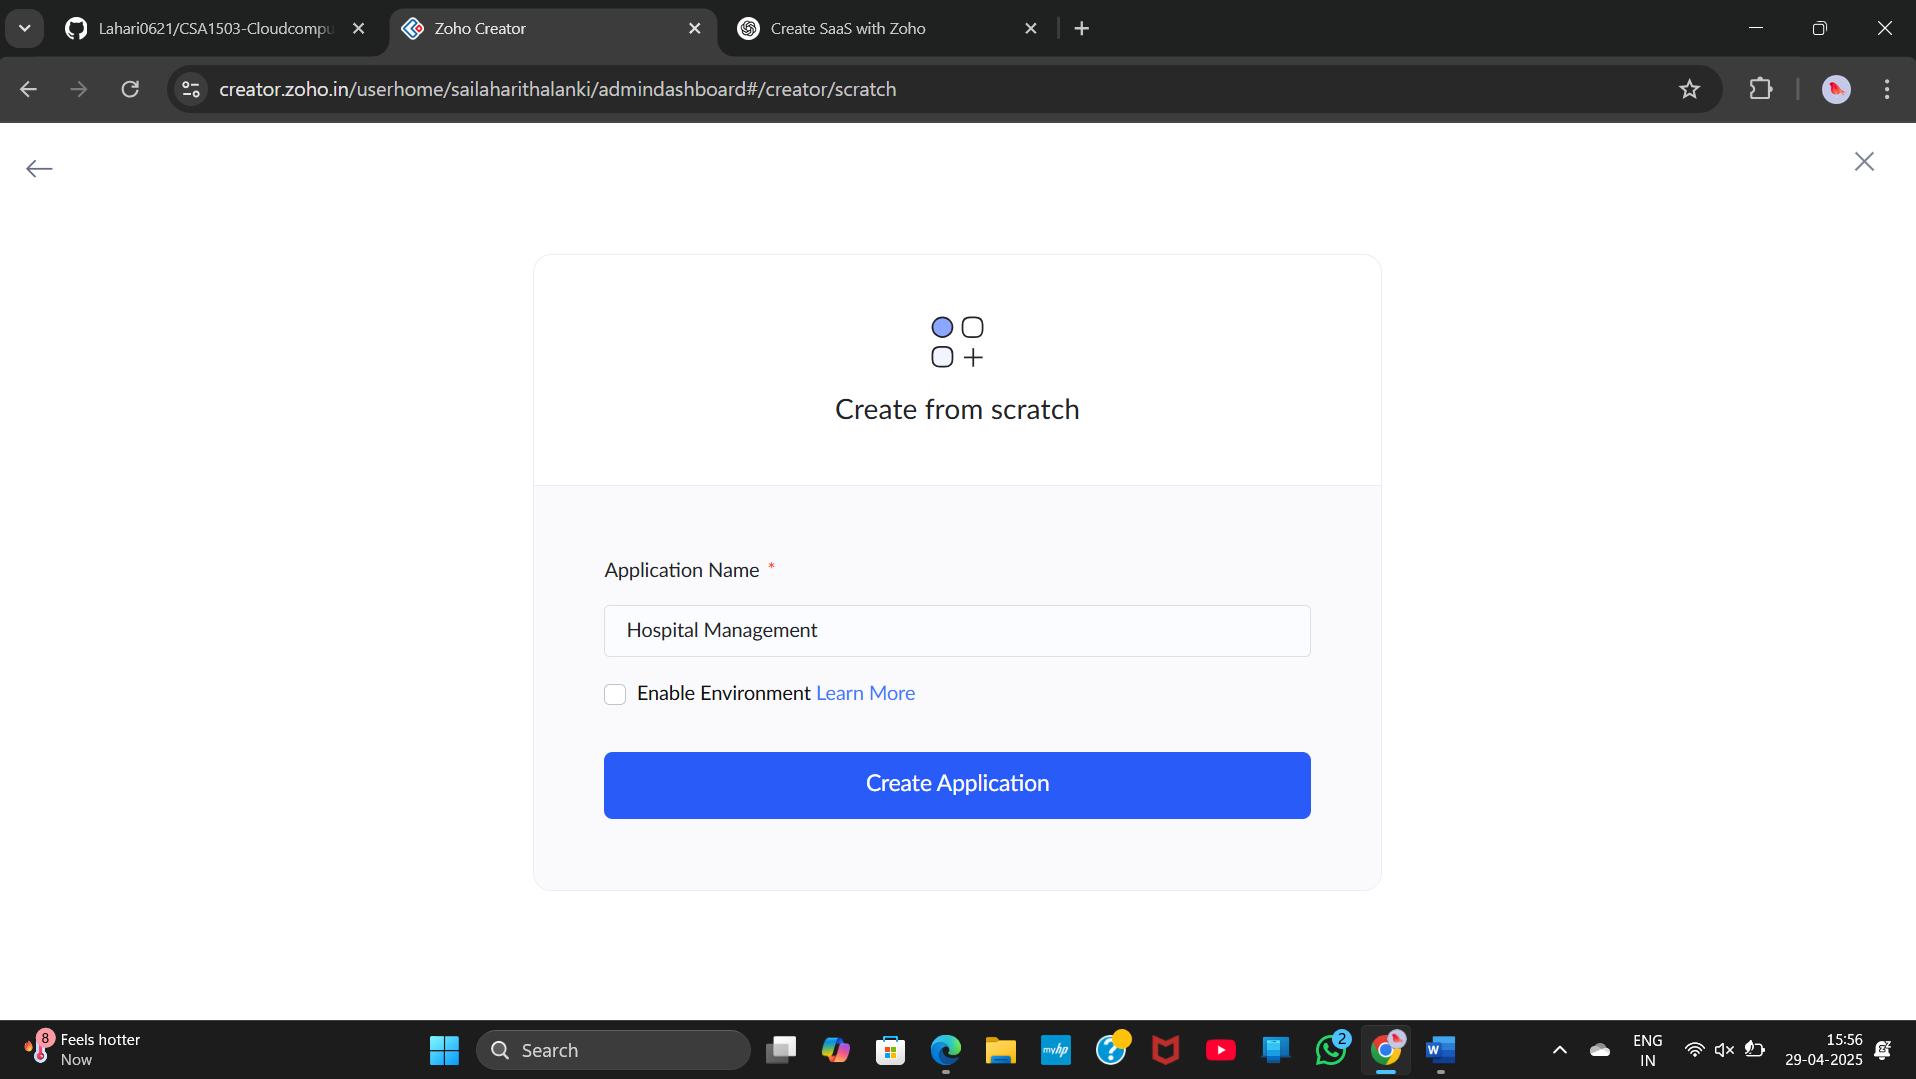 Lahari0621/CSA1503-Cloudcompu
Zoho Creator
Create SaaS with Zoho
creator.zoho.in/userhome/sailaharithalanki/admindashboard#/creator/scratch
Create from scratch
Application Name *
Hospital Management
Enable Environment Learn More
Create Application
8
Feels hotter
Now
Search
myhp
2
W
ENG
IN
15:56
29-04-2025